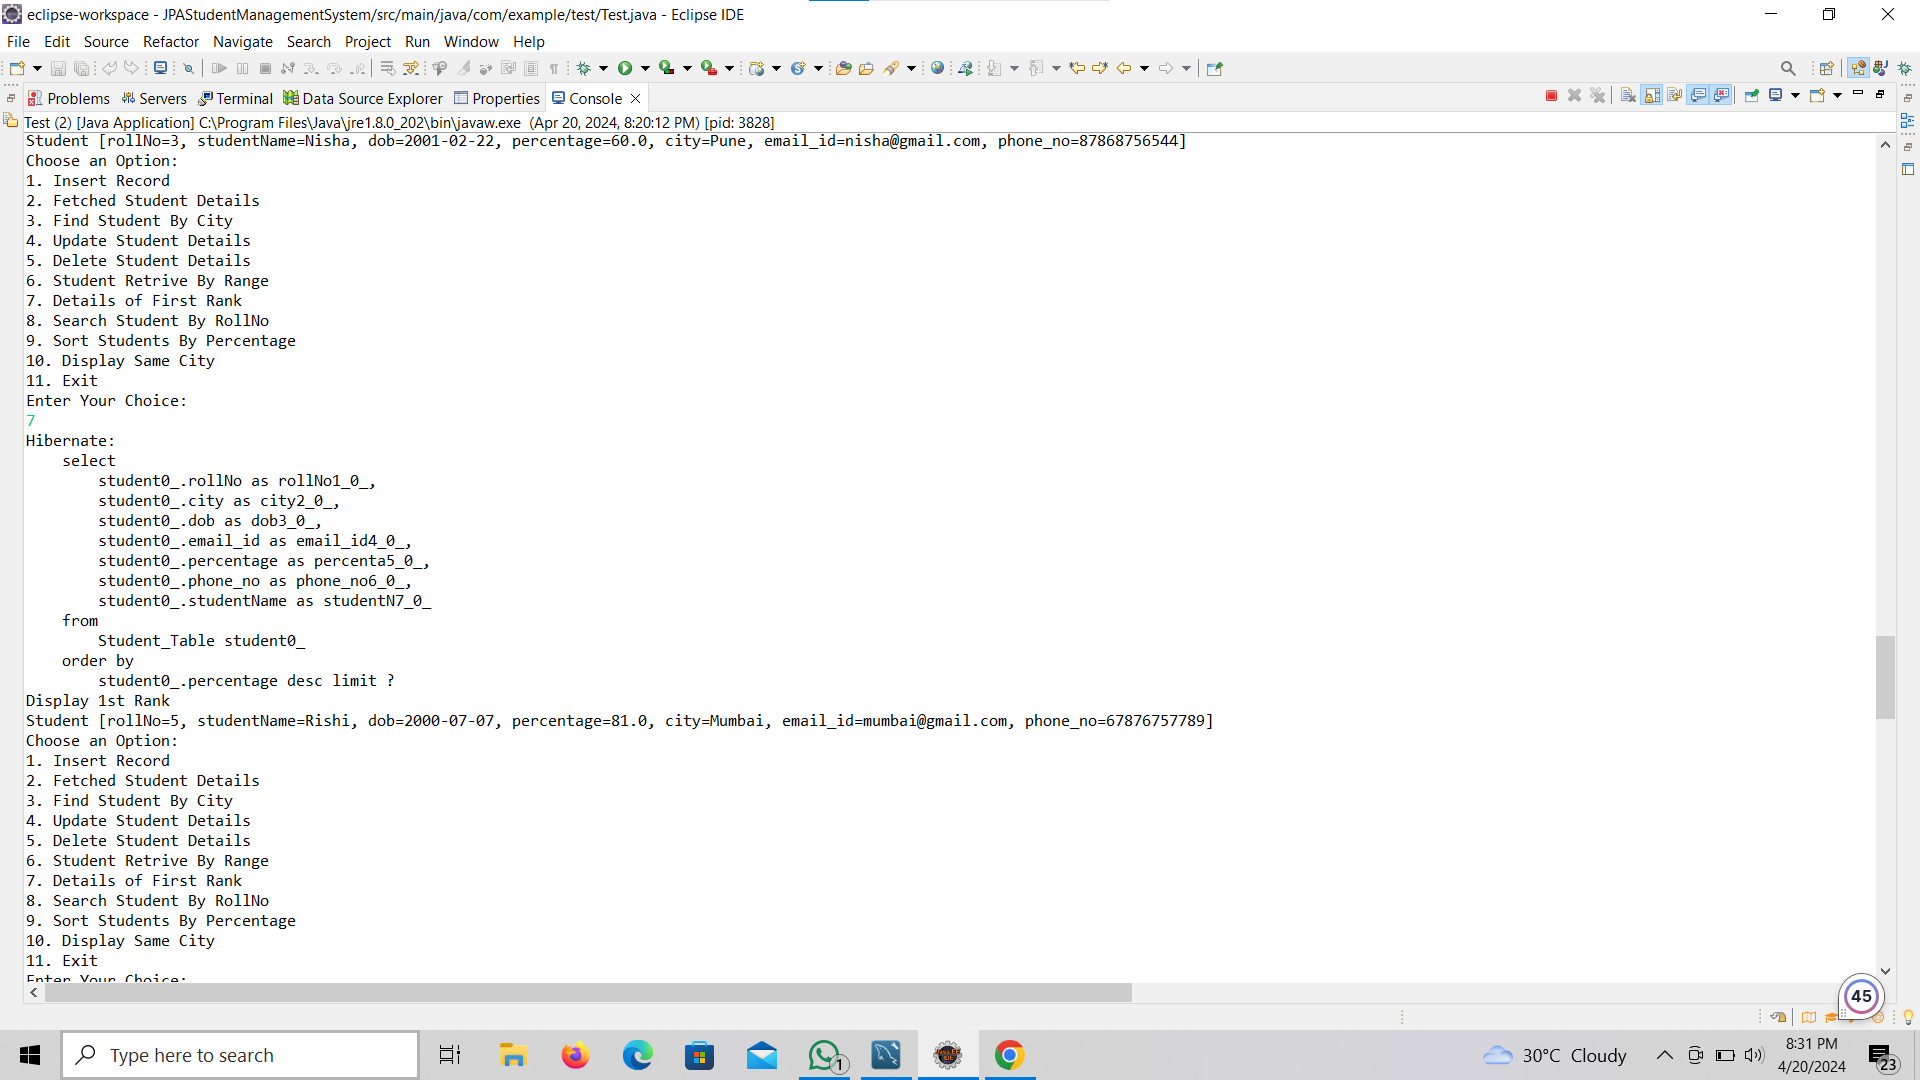 eclipse-workspace - JPAStudentManagementSystem/src/main/java/com/example/test/Test.java - Eclipse IDE
File Edit Source Refactor Navigate Search Project Run Window Help
Problems Servers Terminal Data Source Explorer Properties Console
Test (2) [Java Application] C:\Program Files\Java\jre1.8.0_202\bin\javaw.exe (Apr 20, 2024, 8:20:12 PM) [pid: 3828]
Student [rollNo=3, studentName=Nisha, dob=2001-02-22, percentage=60.0, city=Pune, email_id=nisha@gmail.com, phone_no=87868756544]
Choose an Option:
1. Insert Record
2. Fetched Student Details
3. Find Student By City
4. Update Student Details
5. Delete Student Details
6. Student Retrive By Range
7. Details of First Rank
8. Search Student By RollNo
9. Sort Students By Percentage
10. Display Same City
11. Exit
Enter Your Choice:
7
Hibernate:
    select
        student0_.rollNo as rollNo1_0_,
        student0_.city as city2_0_,
        student0_.dob as dob3_0_,
        student0_.email_id as email_id4_0_,
        student0_.percentage as percenta5_0_,
        student0_.phone_no as phone_no6_0_,
        student0_.studentName as studentN7_0_
    from
        Student_Table student0_
    order by
        student0_.percentage desc limit ?
Display 1st Rank
Student [rollNo=5, studentName=Rishi, dob=2000-07-07, percentage=81.0, city=Mumbai, email_id=mumbai@gmail.com, phone_no=67876757789]
Choose an Option:
1. Insert Record
2. Fetched Student Details
3. Find Student By City
4. Update Student Details
5. Delete Student Details
6. Student Retrive By Range
7. Details of First Rank
8. Search Student By RollNo
9. Sort Students By Percentage
10. Display Same City
11. Exit
Enter Your Choice:
45
Type here to search
1
30°C Cloudy
8:31 PM
4/20/2024
23